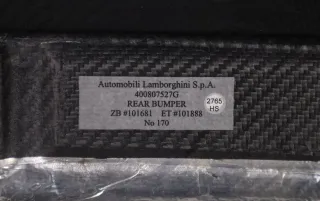 Automobili Lamborghini S.p.A.
400807527G
REAR BUMPER
ZB #101681 ET #101888
No 170
2765
HS